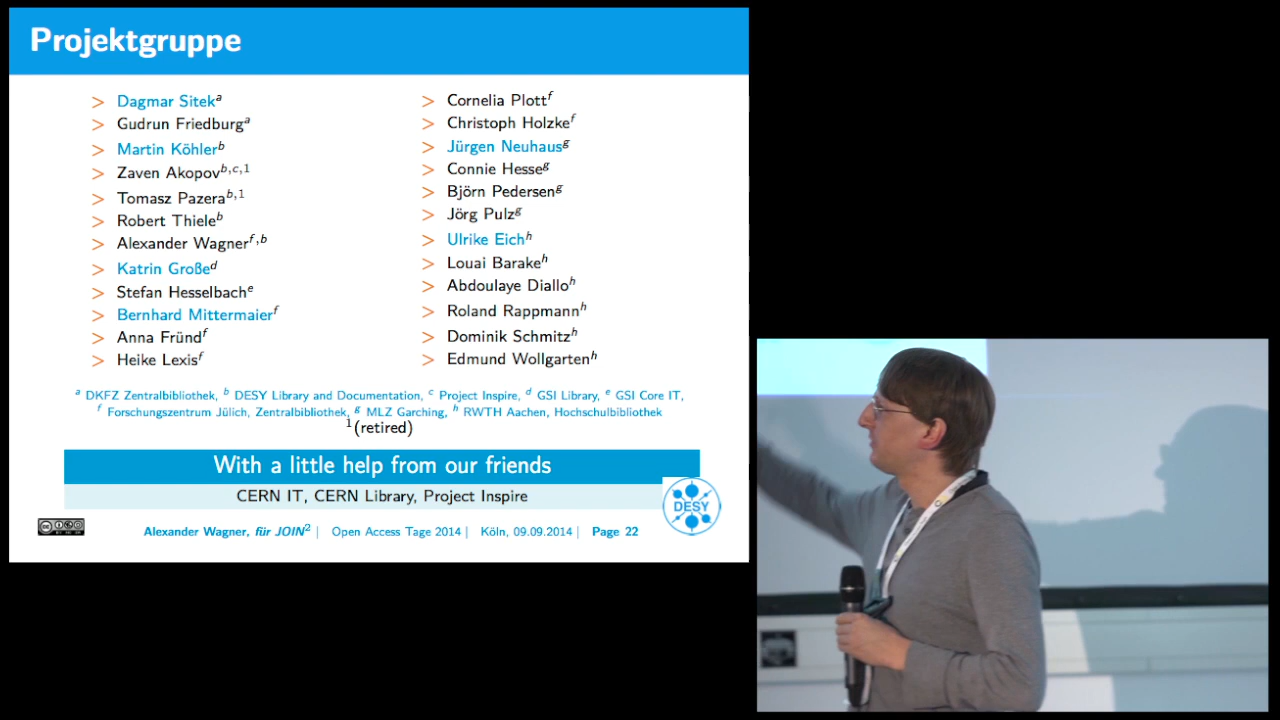 Projektgruppe
> Dagmar Sitek^a
> Gudrun Friedburg^a
> Martin Köhler^b
> Zaven Akopov^b,c,1
> Tomasz Pazera^b,1
> Robert Thiele^b
> Alexander Wagner^f,b
> Katrin Große^d
> Stefan Hesselbach^e
> Bernhard Mittermaier^f
> Anna Fründ^f
> Heike Lexis^f
> Cornelia Plott^f
> Christoph Holzke^f
> Jürgen Neuhaus^g
> Connie Hesse^g
> Björn Pedersen^g
> Jörg Pulz^g
> Ulrike Eich^h
> Louai Barake^h
> Abdoulaye Diallo^h
> Roland Rappmann^h
> Dominik Schmitz^h
> Edmund Wollgarten^h
^a DKFZ Zentralbibliothek, ^b DESY Library and Documentation, ^c Project Inspire, ^d GSI Library, ^e GSI Core IT,
^f Forschungszentrum Jülich, Zentralbibliothek, ^g MLZ Garching, ^h RWTH Aachen, Hochschulbibliothek
^1(retired)
With a little help from our friends
CERN IT, CERN Library, Project Inspire
DESY
Alexander Wagner, für JOIN² | Open Access Tage 2014 | Köln, 09.09.2014 | Page 22